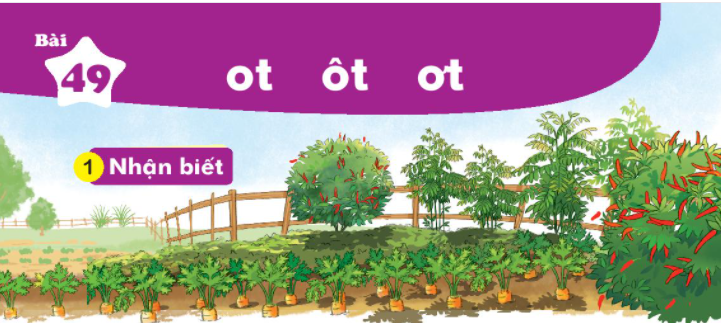 Bài
49
ot ôt ơt
1 Nhận biết